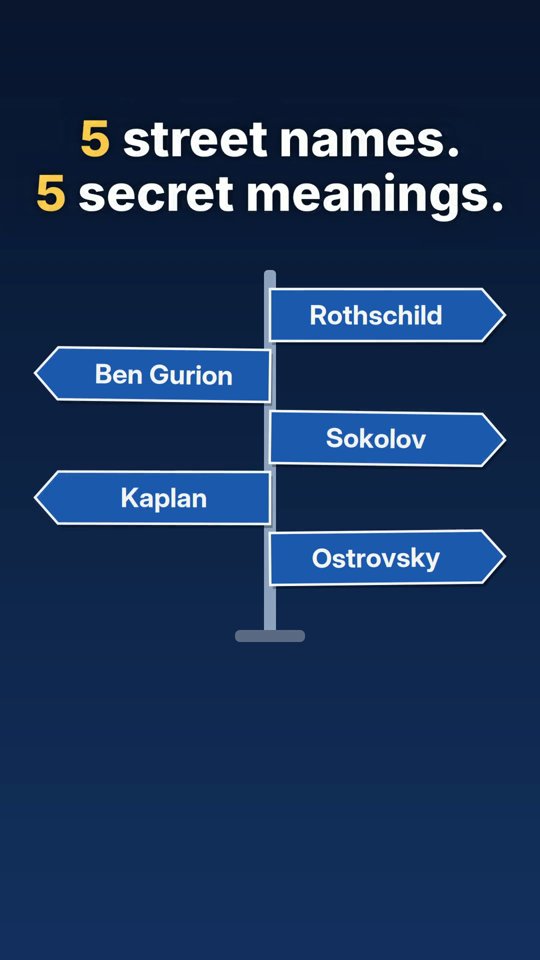 5 street names.
5 secret meanings.
Rothschild
Ben Gurion
Sokolov
Kaplan
Ostrovsky